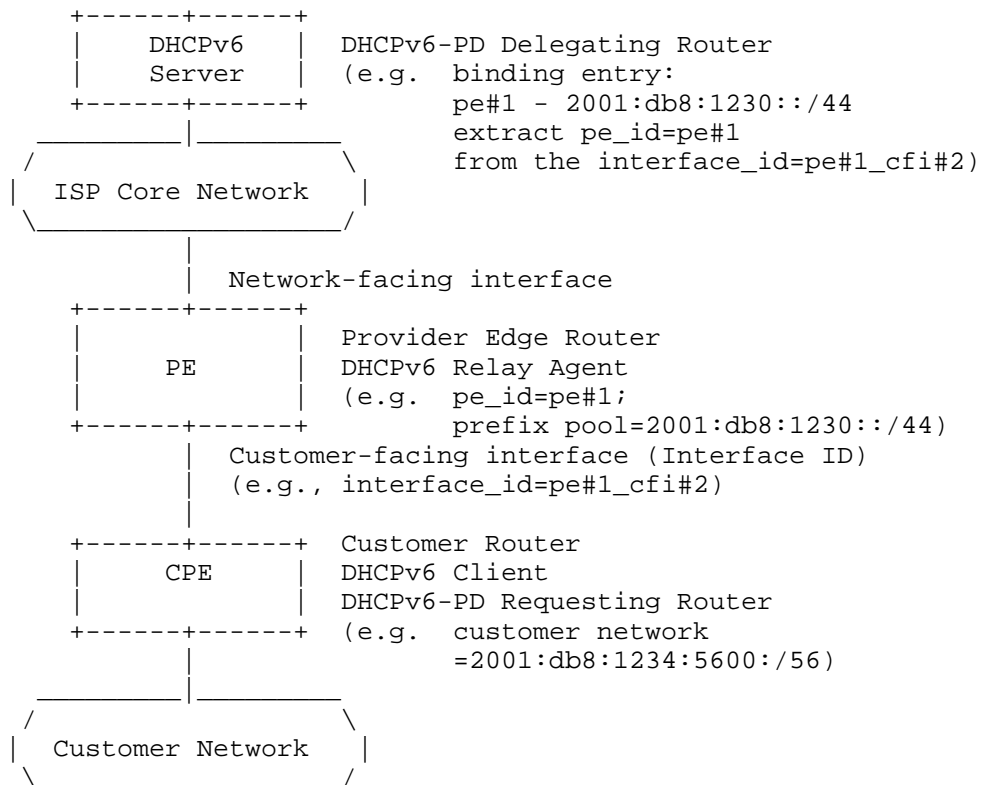 DHCPv6 DHCPv6-PD Delegating Router
Server (e.g. binding entry:
pe#1 - 2001:db8:1230::/44
extract pe_id=pe#1
from the interface_id=pe#1_cfi#2)
ISP Core Network
Network-facing interface
Provider Edge Router
PE DHCPv6 Relay Agent
(e.g. pe_id=pe#1;
prefix pool=2001:db8:1230::/44)
Customer-facing interface (Interface ID)
(e.g., interface_id=pe#1_cfi#2)
Customer Router
CPE DHCPv6 Client
DHCPv6-PD Requesting Router
(e.g. customer network
=2001:db8:1234:5600:/56)
Customer Network